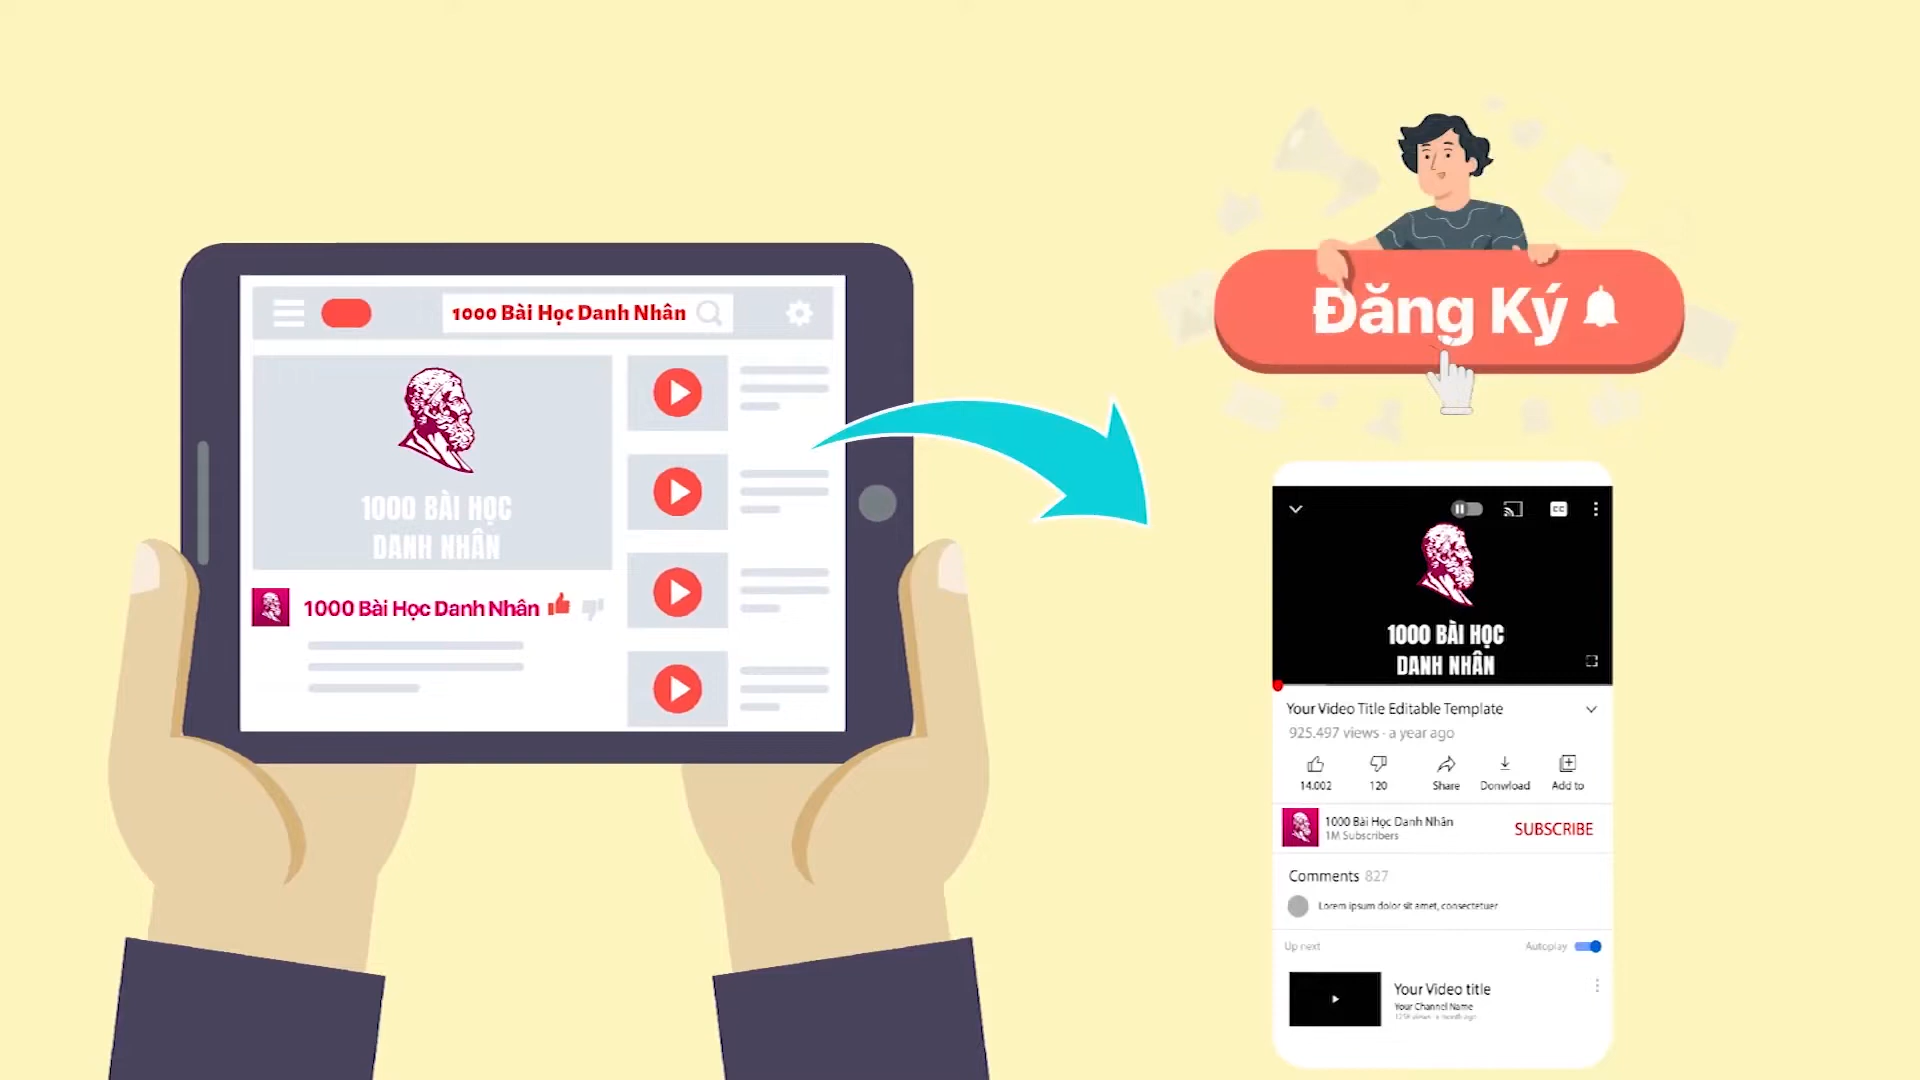 1000 Bài Học Danh Nhân
1000 BÀI HỌC
DANH NHÂN
1000 Bài Học Danh Nhân
Đăng Ký
CC
1000 BÀI HỌC
DANH NHÂN
Your Video Title Editable Template
925.497 views · a year ago
14.002
120
Share
Donwload
Add to
1000 Bài Học Danh Nhân
1M Subscribers
SUBSCRIBE
Comments 827
Lorem ipsum dolor sit amet, consectetuer
Up next
Autoplay
Your Video title
Your Channel Name